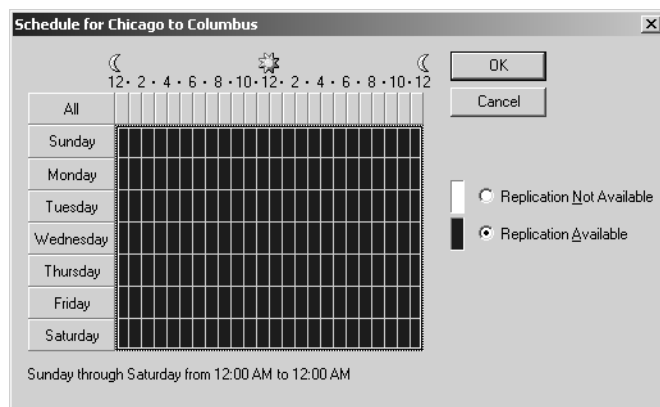 Schedule for Chicago to Columbus
12 · 2 · 4 · 6 · 8 · 10 · 12 · 2 · 4 · 6 · 8 · 10 · 12
OK
Cancel
All
Sunday
Monday
Tuesday
Wednesday
Thursday
Friday
Saturday
Replication Not Available
Replication Available
Sunday through Saturday from 12:00 AM to 12:00 AM